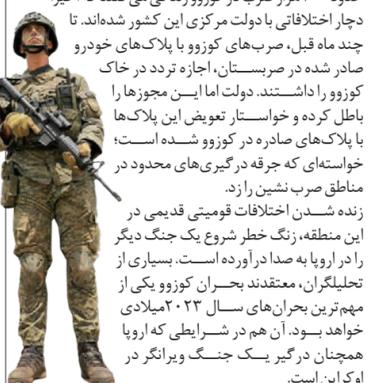 دچار اختلافاتی با دولت مرکزی این کشور شده‌اند. تا
چند ماه قبل، صرب‌های کوزوو با پلاک‌های خودرو
صادر شده در صربستان، اجازه تردد در خاک
کوزوو را داشتند. دولت اما این مجوزها را
باطل کرده و خواستار تعویض این پلاک‌ها
با پلاک‌های صادره در کوزوو شده است؛
خواسته‌ای که جرقه درگیری‌های محدود در
مناطق صرب نشین را زد.
زنده شدن اختلافات قومیتی قدیمی در
این منطقه، زنگ خطر شروع یک جنگ دیگر
را در اروپا به صدا درآورده است. بسیاری از
تحلیلگران، معتقدند بحران کوزوو یکی از
مهم‌ترین بحران‌های سال ۲۰۲۳میلادی
خواهد بود. آن هم در شرایطی که اروپا
همچنان درگیر یک جنگ ویرانگر در
اوکراین است.